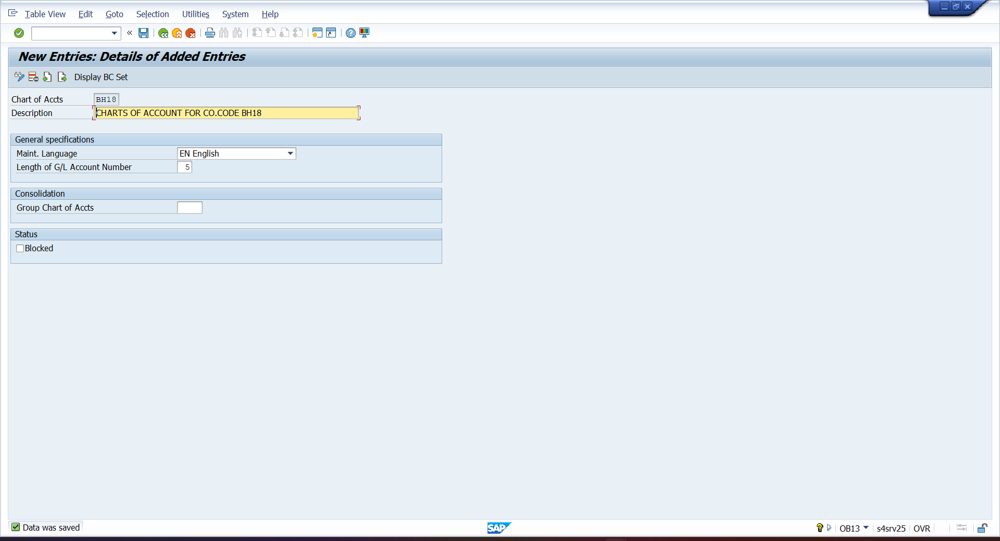 Table View Edit Goto Selection Utilities System Help
New Entries: Details of Added Entries
Display BC Set
Chart of Accts BH18
Description CHARTS OF ACCOUNT FOR CO.CODE BH18
General specifications
Maint. Language EN English
Length of G/L Account Number 5
Consolidation
Group Chart of Accts
Status
Blocked
Data was saved SAP OB13 s4srv25 OVR